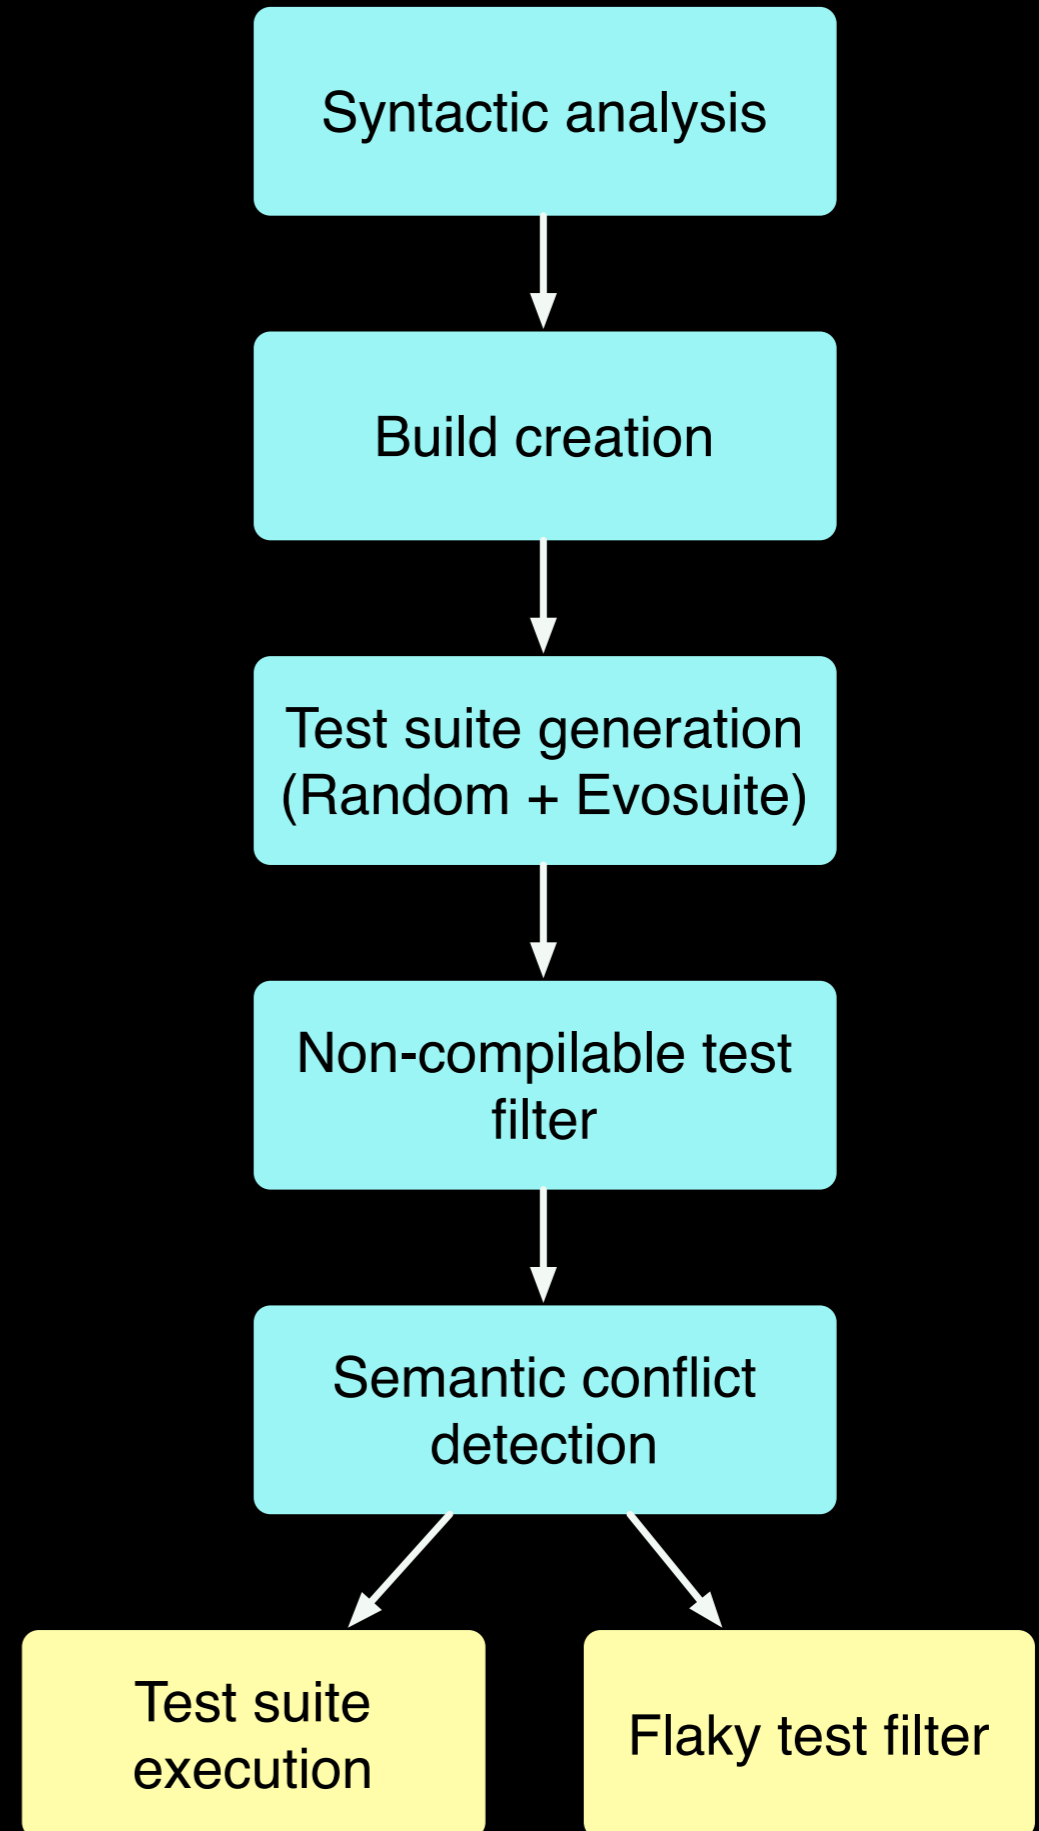 Syntactic analysis
Build creation
Test suite generation
(Random + Evosuite)
Non-compilable test
filter
Semantic conflict
detection
Test suite
execution
Flaky test filter